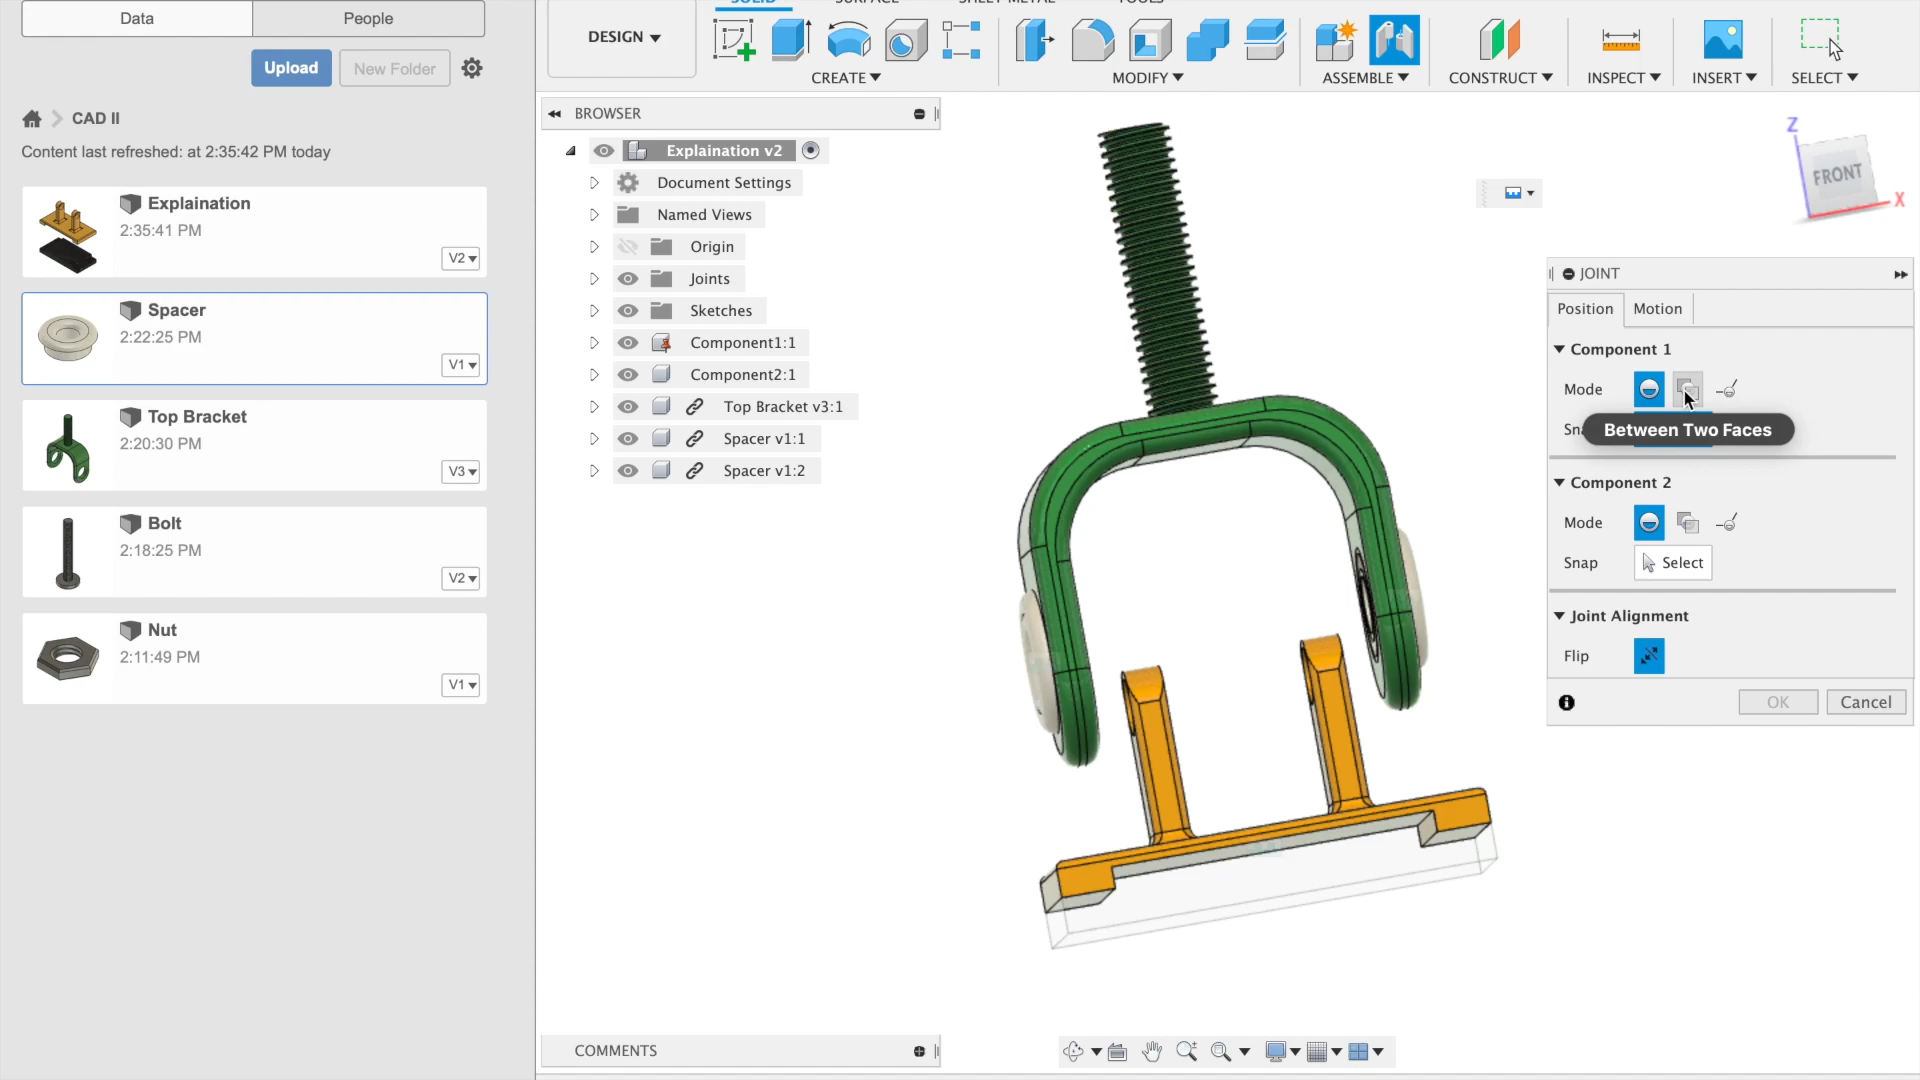 Data
People
Upload
New Folder
CAD II
Content last refreshed: at 2:35:42 PM today
Explaination
2:35:41 PM
V2
Spacer
2:22:25 PM
V1
Top Bracket
2:20:30 PM
V3
Bolt
2:18:25 PM
V2
Nut
2:11:49 PM
V1
SOLID
SURFACE
SHEET METAL
TOOLS
DESIGN
CREATE
MODIFY
ASSEMBLE
CONSTRUCT
INSPECT
INSERT
SELECT
BROWSER
Explaination v2
Document Settings
Named Views
Origin
Joints
Sketches
Component1:1
Component2:1
Top Bracket v3:1
Spacer v1:1
Spacer v1:2
Z
FRONT
X
JOINT
Position
Motion
Component 1
Mode
Between Two Faces
Component 2
Mode
Snap
Select
Joint Alignment
Flip
OK
Cancel
COMMENTS